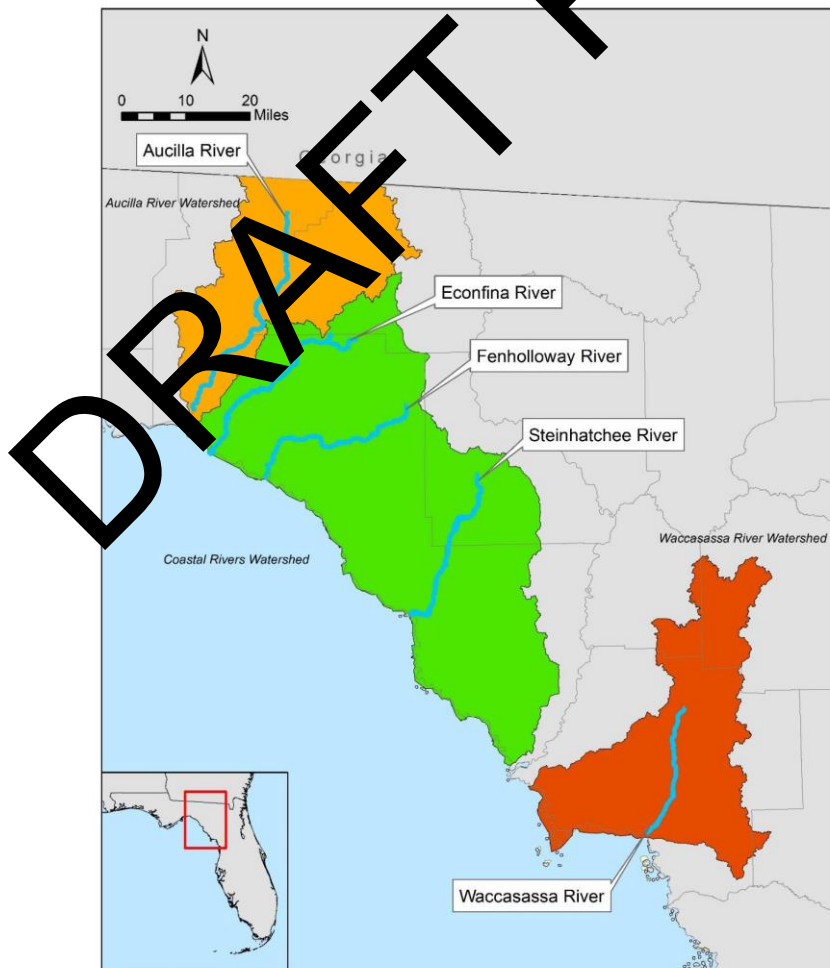 DRAFT
N
0 10 20
Miles
Aucilla River
Georgia
Aucilla River Watershed
Econfina River
Fenholloway River
Steinhatchee River
Waccasassa River Watershed
Coastal Rivers Watershed
Waccasassa River